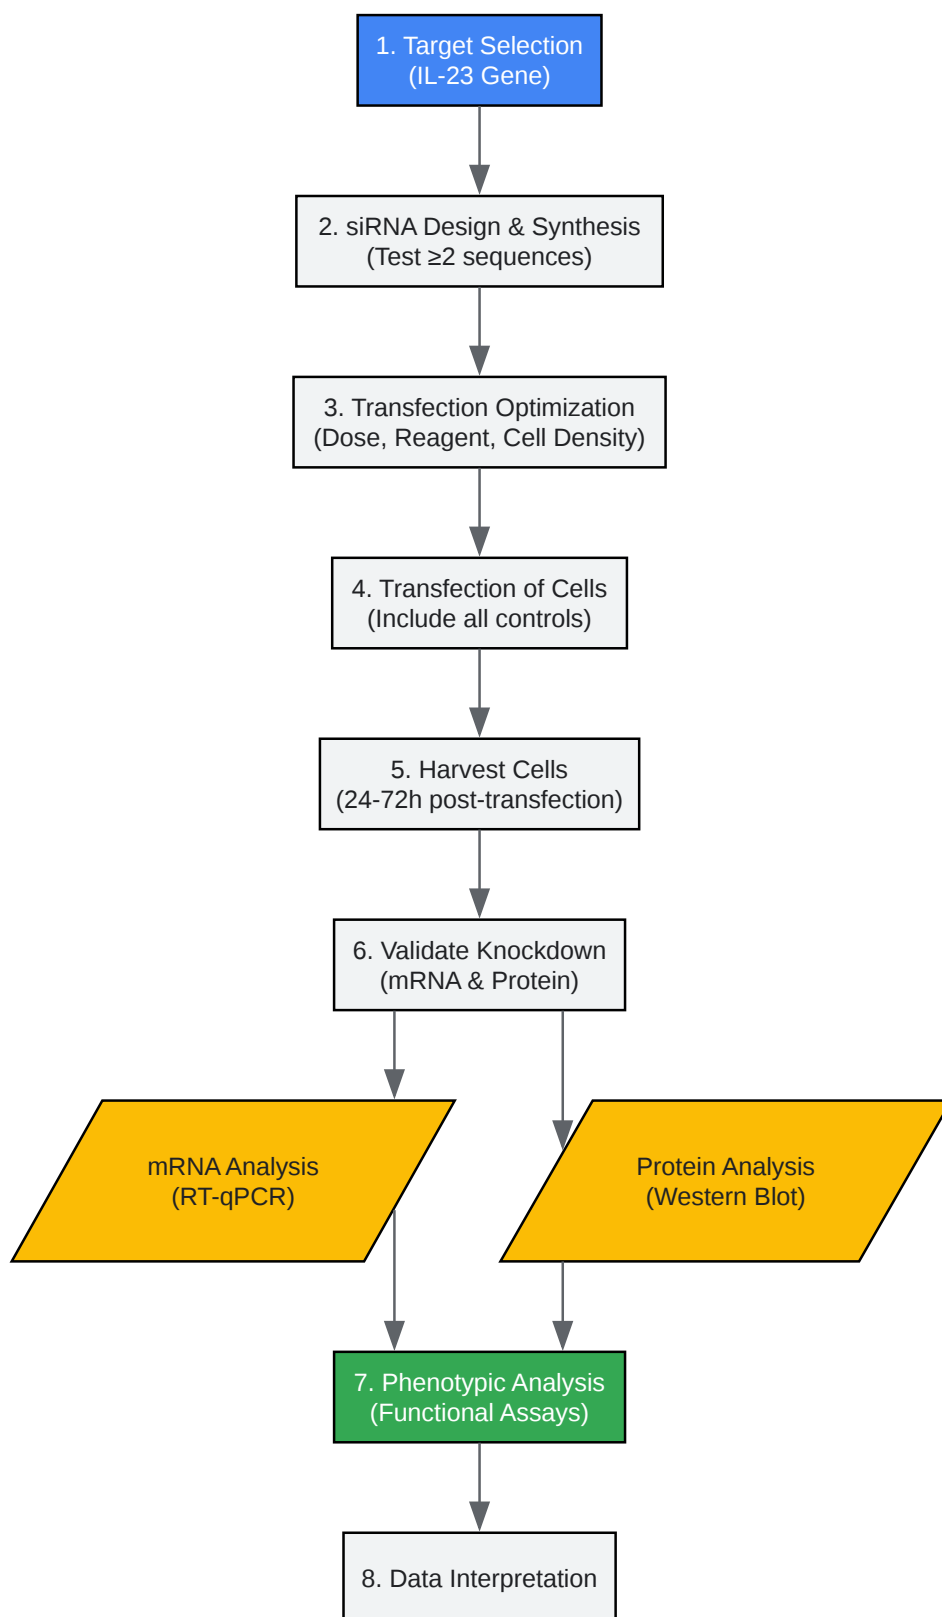 1. Target Selection
(IL-23 Gene)
2. siRNA Design & Synthesis
(Test ≥2 sequences)
3. Transfection Optimization
(Dose, Reagent, Cell Density)
4. Transfection of Cells
(Include all controls)
5. Harvest Cells
(24-72h post-transfection)
6. Validate Knockdown
(mRNA & Protein)
mRNA Analysis
(RT-qPCR)
Protein Analysis
(Western Blot)
7. Phenotypic Analysis
(Functional Assays)
8. Data Interpretation